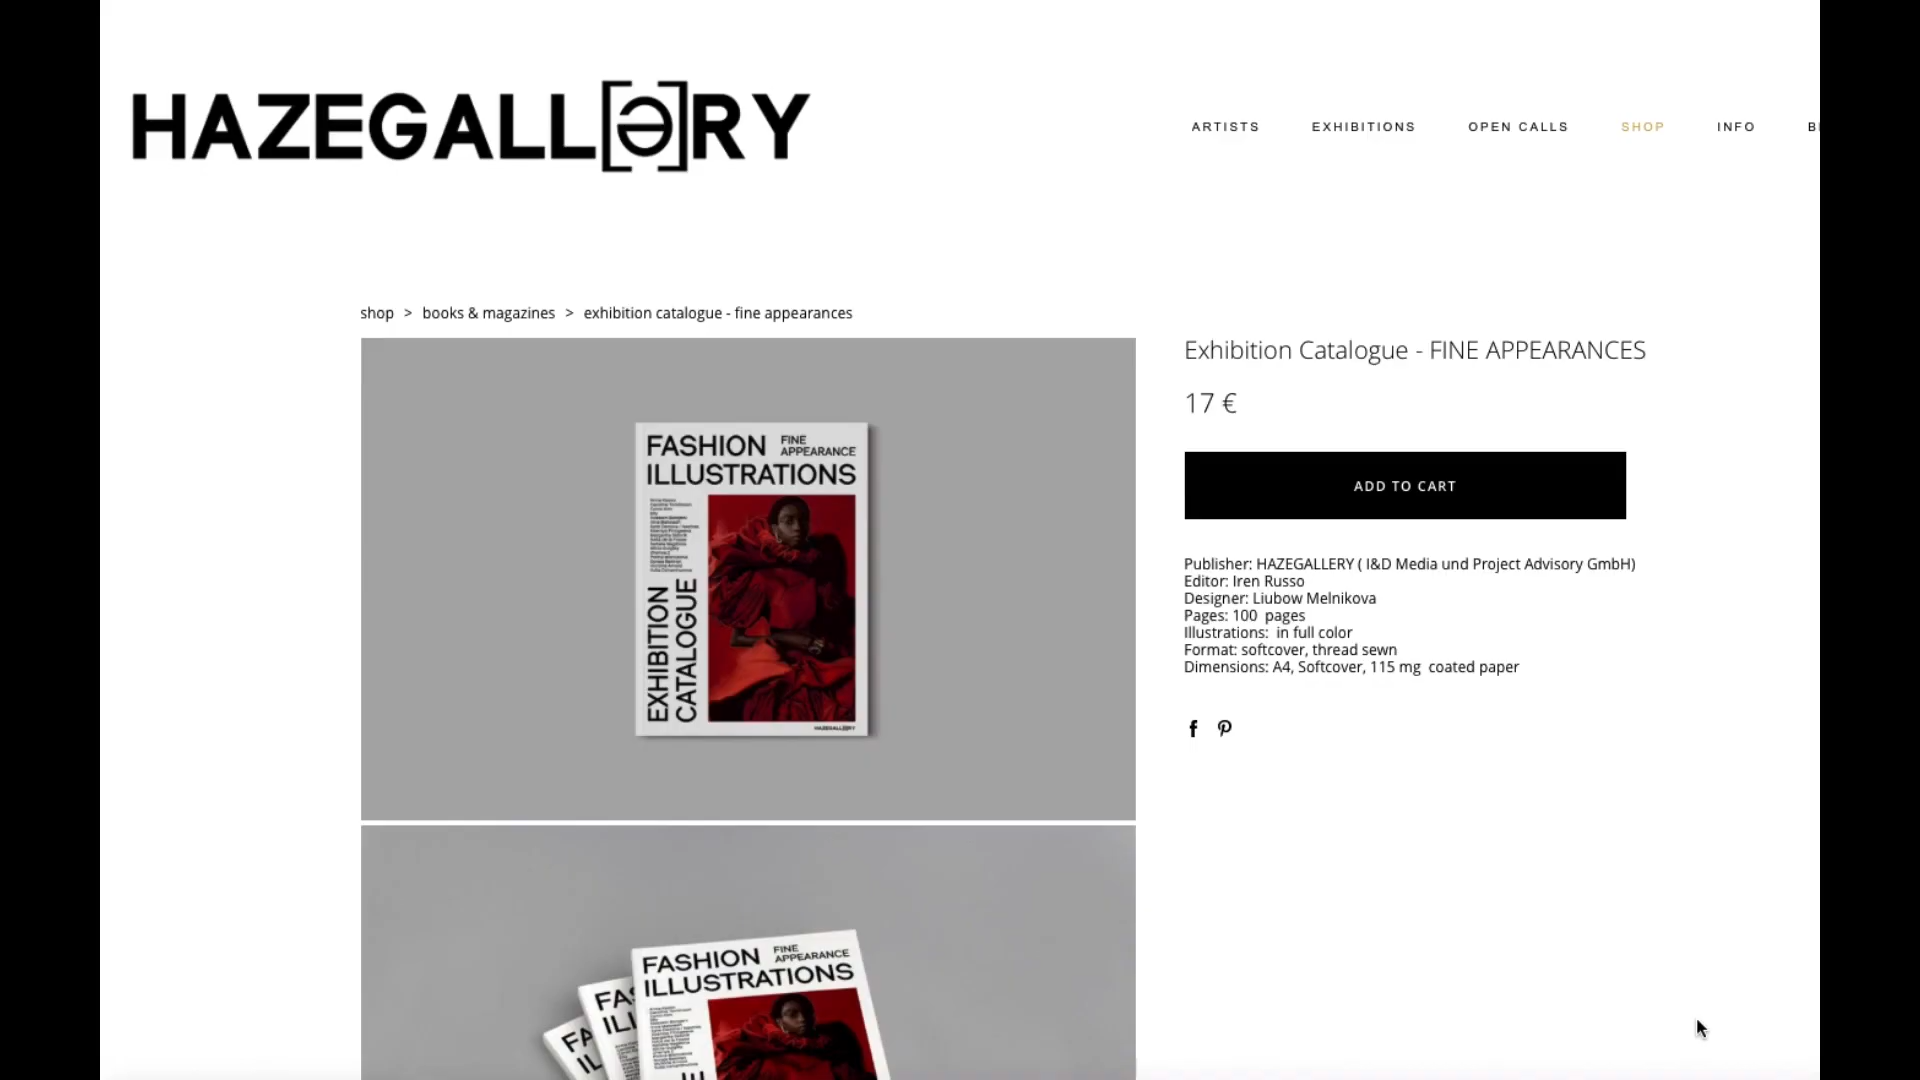 HAZEGALL[ə]RY
ARTISTS EXHIBITIONS OPEN CALLS SHOP INFO
shop > books & magazines > exhibition catalogue - fine appearances
Exhibition Catalogue - FINE APPEARANCES
17 €
ADD TO CART
Publisher: HAZEGALLERY ( I&D Media und Project Advisory GmbH)
Editor: Iren Russo
Designer: Liubow Melnikova
Pages: 100 pages
Illustrations: in full color
Format: softcover, thread sewn
Dimensions: A4, Softcover, 115 mg coated paper
FASHION
ILLUSTRATIONS
FINE
APPEARANCE
EXHIBITION
CATALOGUE
HAZEGALL[ə]RY
FASHION
ILLUSTRATIONS
FINE
APPEARANCE